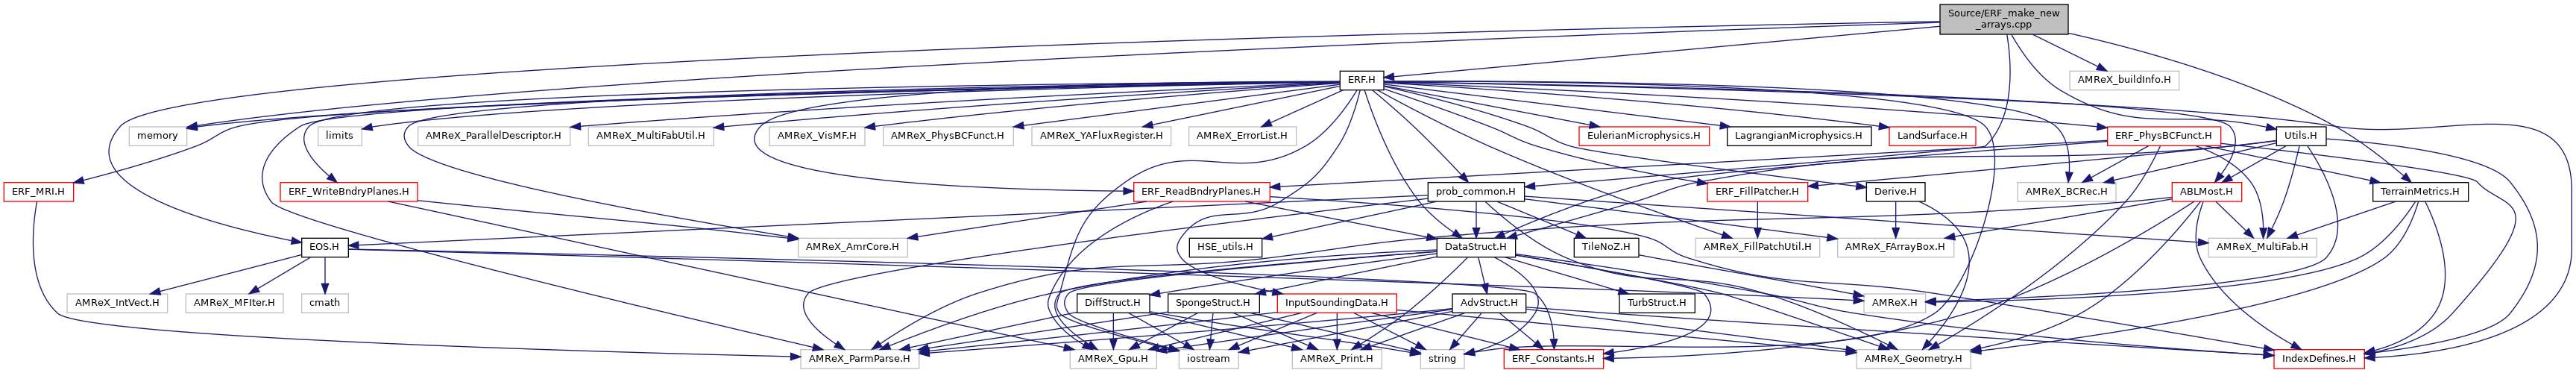 Source/ERF_make_new
_arrays.cpp
ERF.H
AMReX_buildInfo.H
memory
limits
AMReX_ParallelDescriptor.H
AMReX_MultiFabUtil.H
AMReX_VisMF.H
AMReX_PhysBCFunct.H
AMReX_YAFluxRegister.H
AMReX_ErrorList.H
EulerianMicrophysics.H
LagrangianMicrophysics.H
LandSurface.H
ERF_PhysBCFunct.H
Utils.H
ERF_MRI.H
ERF_WriteBndryPlanes.H
ERF_ReadBndryPlanes.H
prob_common.H
ERF_FillPatcher.H
Derive.H
AMReX_BCRec.H
ABLMost.H
TerrainMetrics.H
EOS.H
AMReX_AmrCore.H
HSE_utils.H
DataStruct.H
TileNoZ.H
AMReX_FillPatchUtil.H
AMReX_FArrayBox.H
AMReX_MultiFab.H
AMReX_IntVect.H
AMReX_MFIter.H
cmath
DiffStruct.H
SpongeStruct.H
InputSoundingData.H
AdvStruct.H
TurbStruct.H
AMReX.H
AMReX_ParmParse.H
AMReX_Gpu.H
iostream
AMReX_Print.H
string
ERF_Constants.H
AMReX_Geometry.H
IndexDefines.H